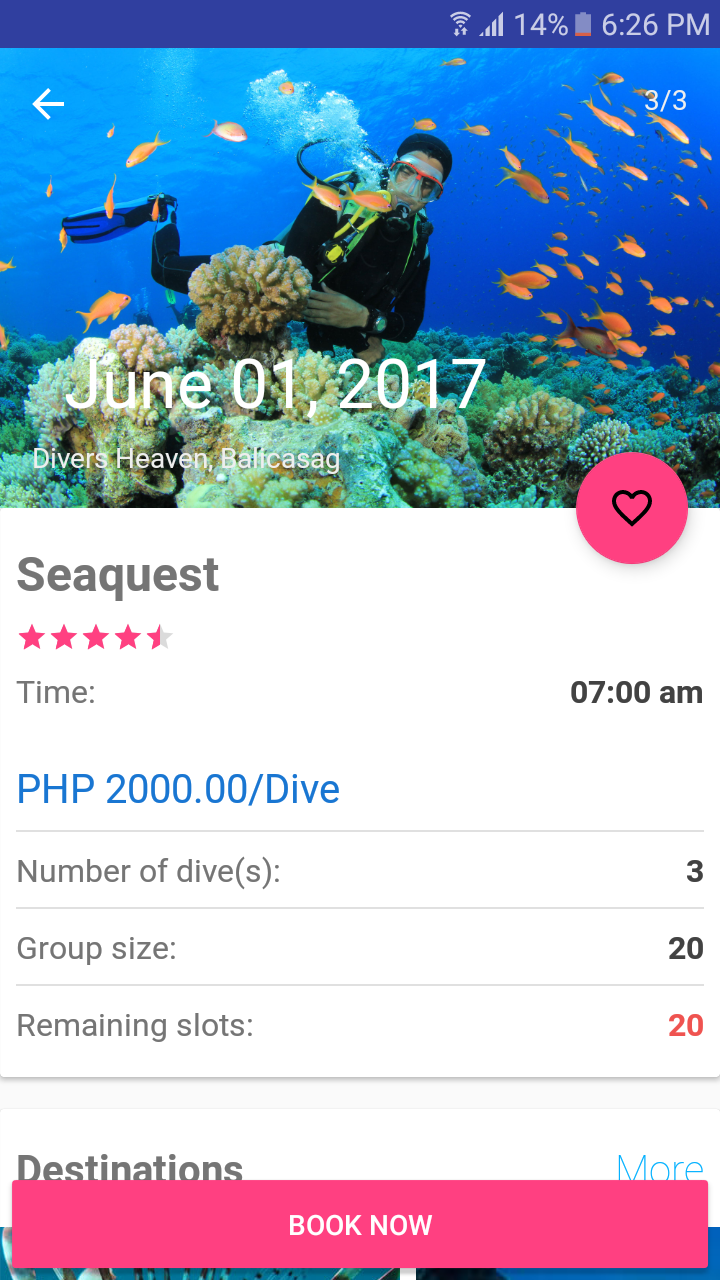 14% 6:26 PM
3/3
June 01, 2017
Divers Heaven, Balicasag
Seaquest
Time: 07:00 am
PHP 2000.00/Dive
Number of dive(s): 3
Group size: 20
Remaining slots: 20
Destinations More
BOOK NOW